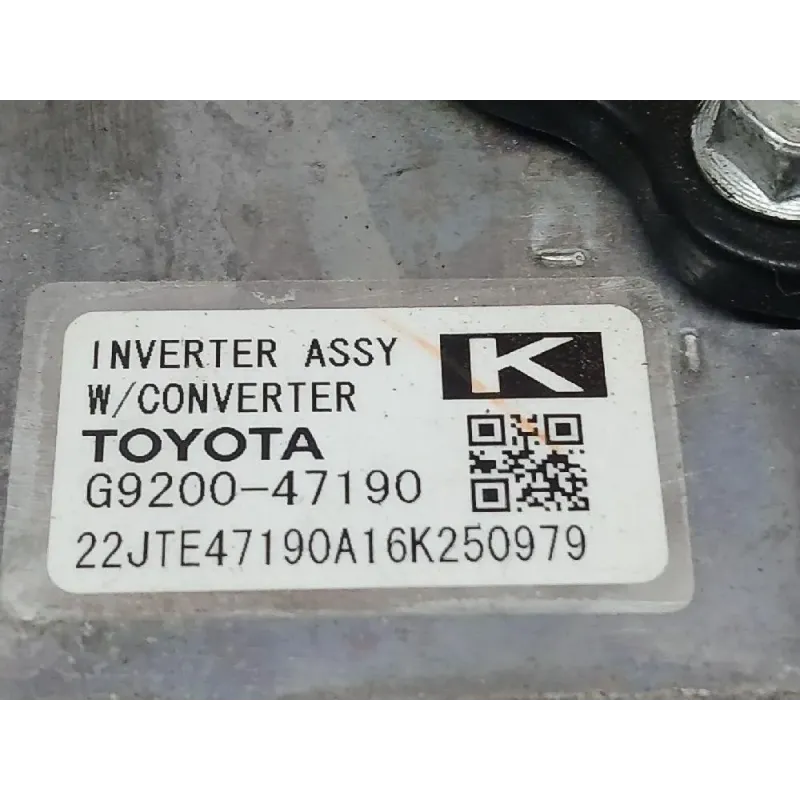 INVERTER ASSY
W/CONVERTER
K
TOYOTA
G9200-47190
22JTE47190A16K250979